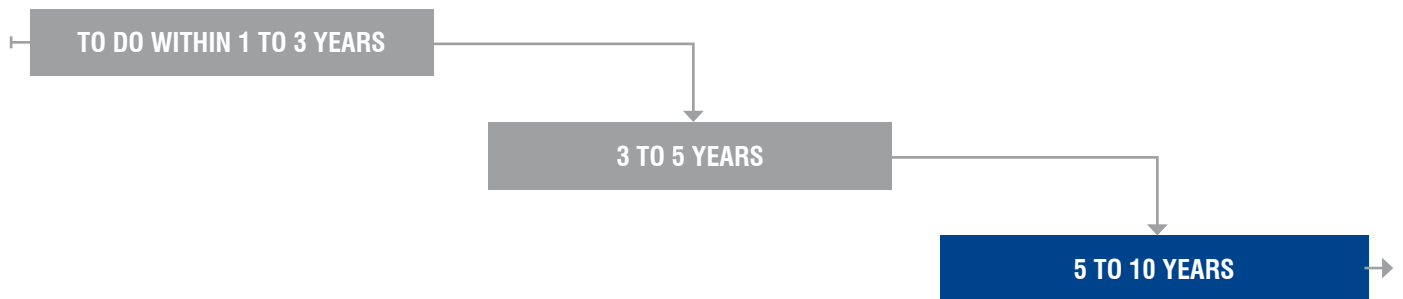 TO DO WITHIN 1 TO 3 YEARS
3 TO 5 YEARS
5 TO 10 YEARS